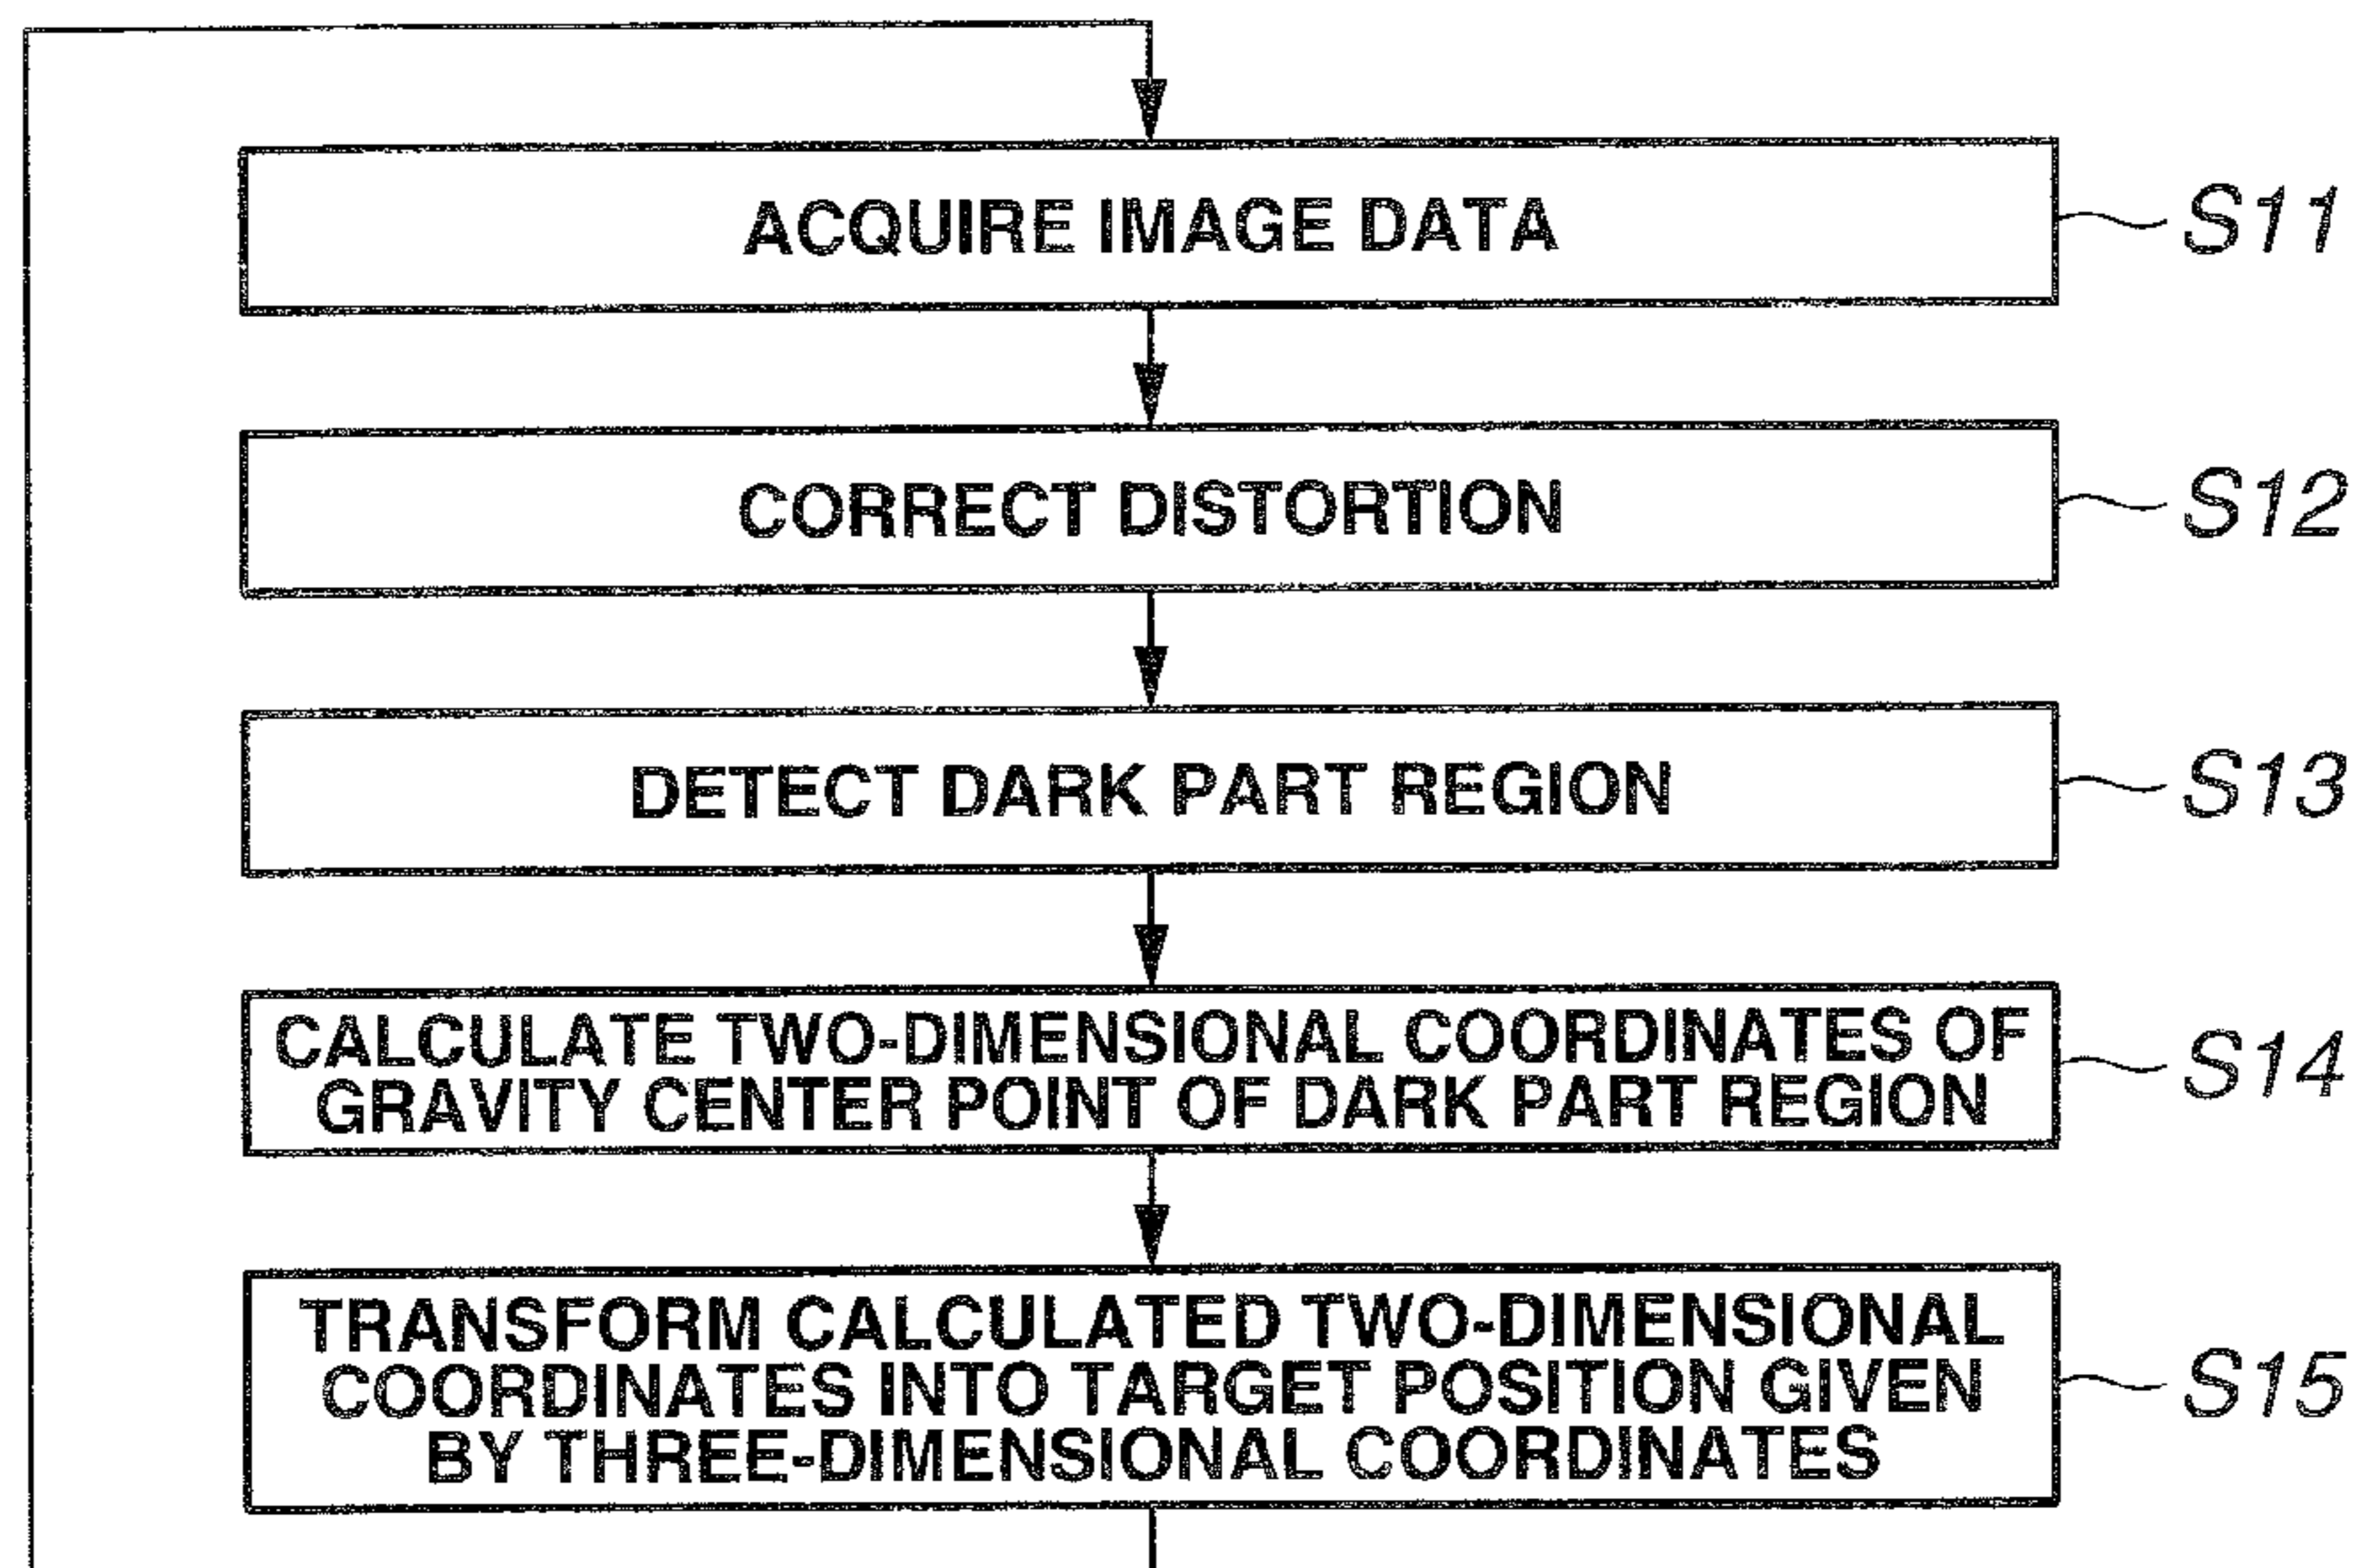 ACQUIRE IMAGE DATA
S11
CORRECT DISTORTION
S12
DETECT DARK PART REGION
S13
CALCULATE TWO-DIMENSIONAL COORDINATES OF
GRAVITY CENTER POINT OF DARK PART REGION
S14
TRANSFORM CALCULATED TWO-DIMENSIONAL
COORDINATES INTO TARGET POSITION GIVEN
BY THREE-DIMENSIONAL COORDINATES
S15